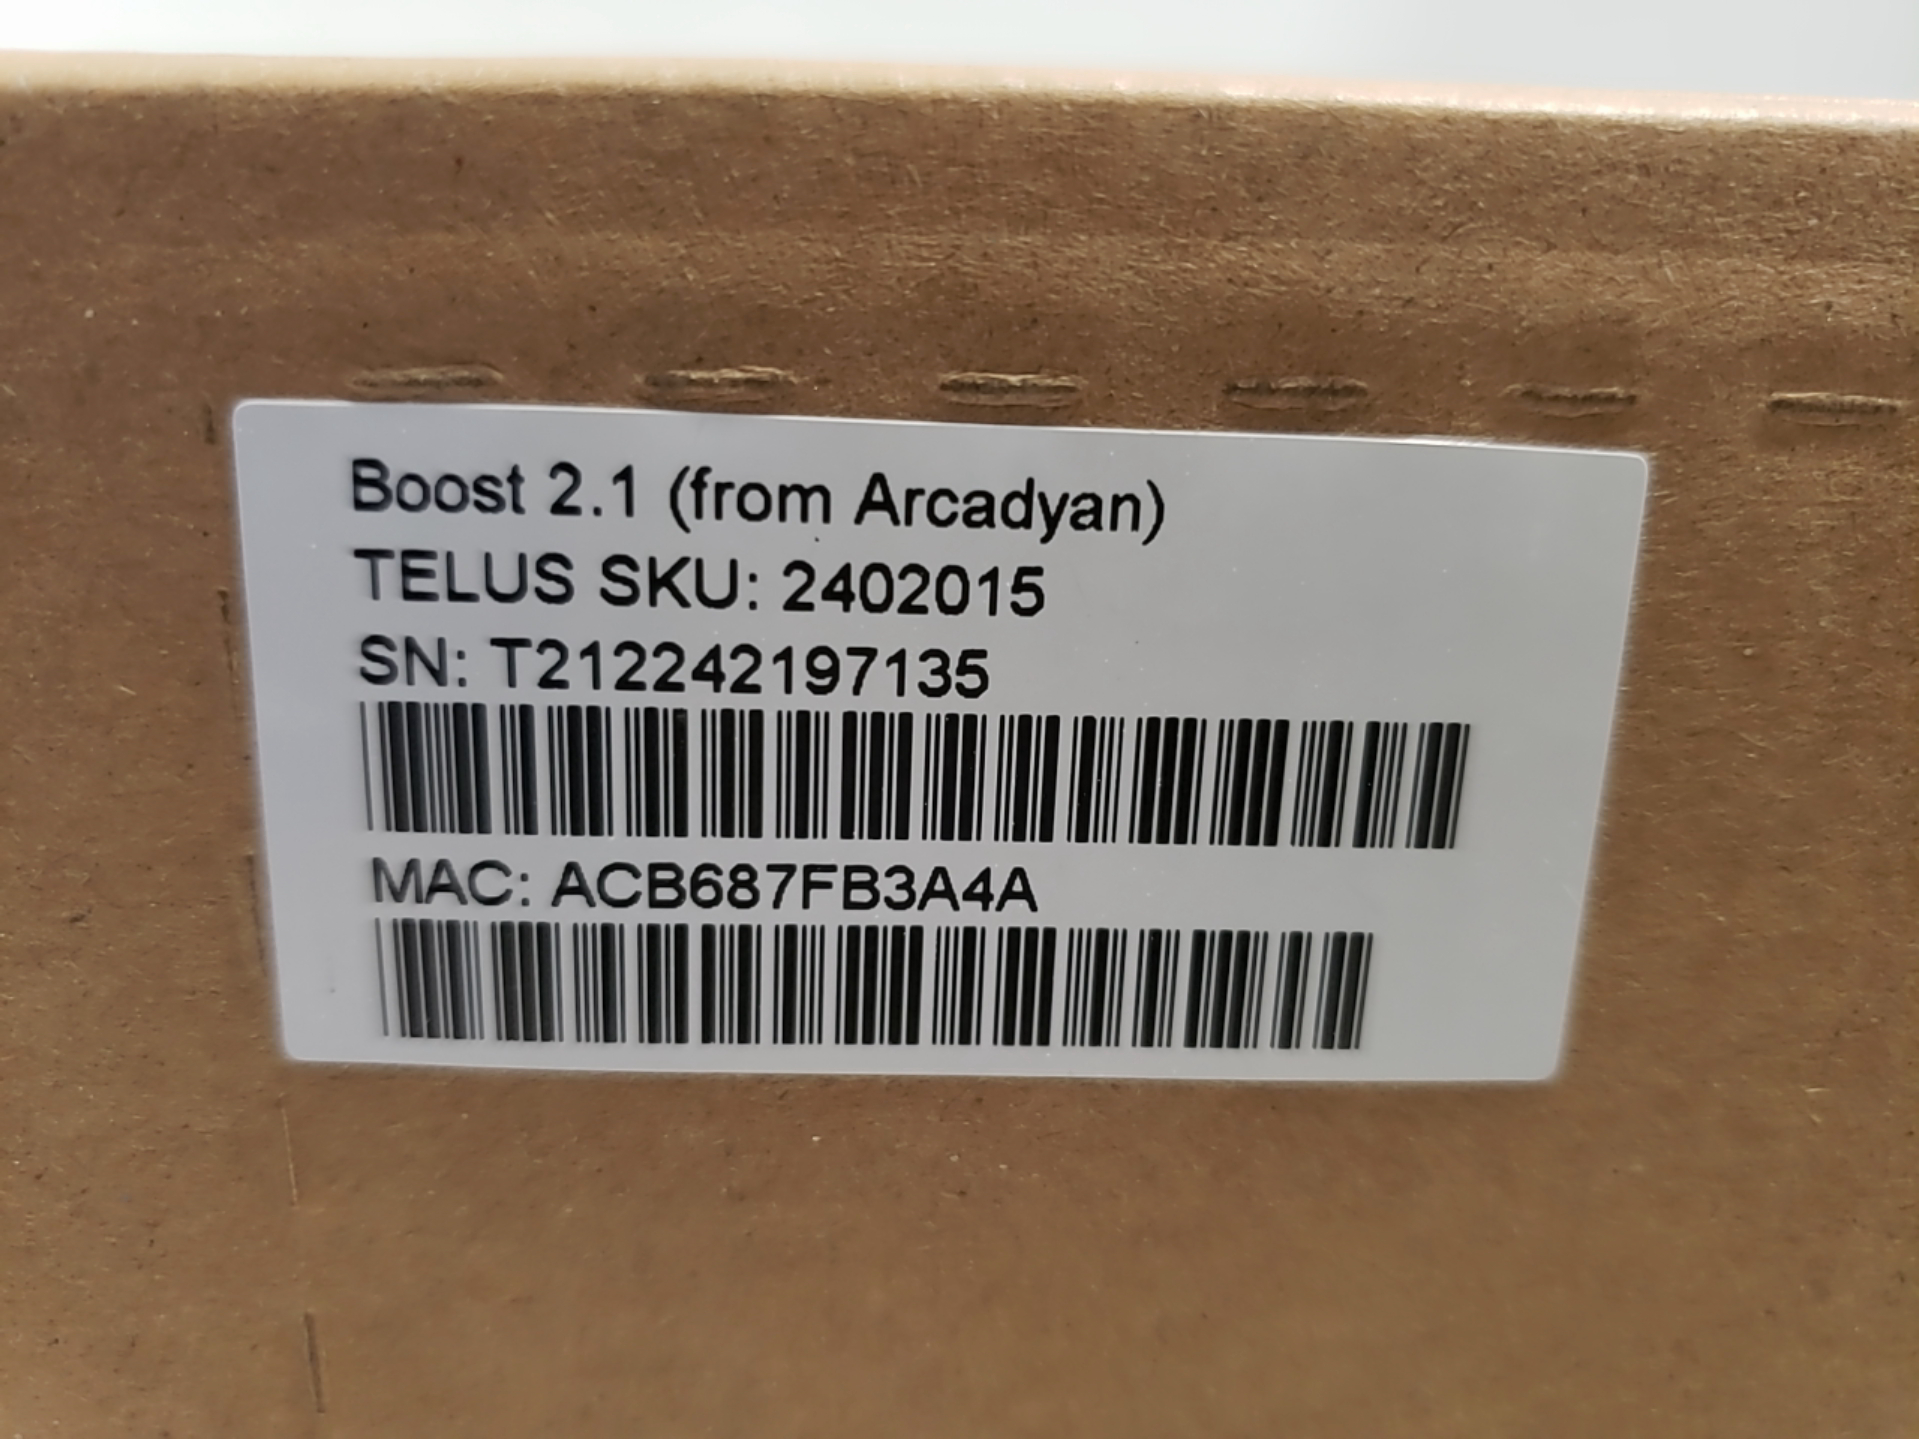 Boost 2.1 (from Arcadyan)
TELUS SKU: 2402015
SN: T212242197135
MAC: ACB687FB3A4A